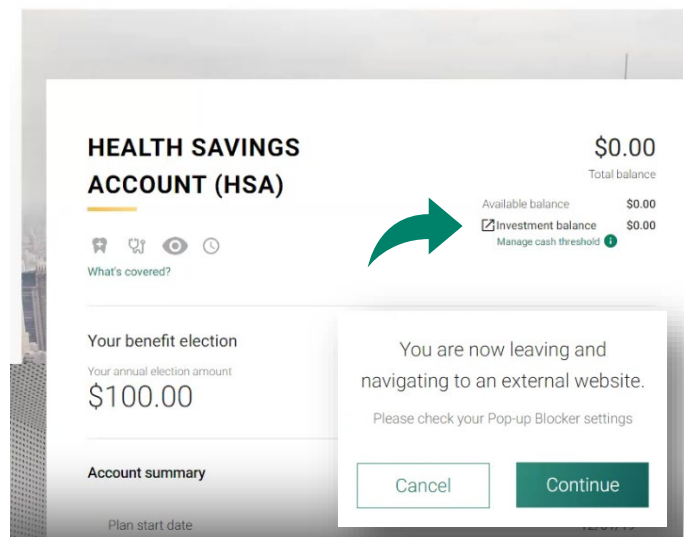 HEALTH SAVINGS
ACCOUNT (HSA)
$0.00
Total balance
Available balance $0.00
Investment balance $0.00
Manage cash threshold i
What's covered?
Your benefit election
Your annual election amount
$100.00
You are now leaving and
navigating to an external website.
Please check your Pop-up Blocker settings
Cancel Continue
Account summary
Plan start date